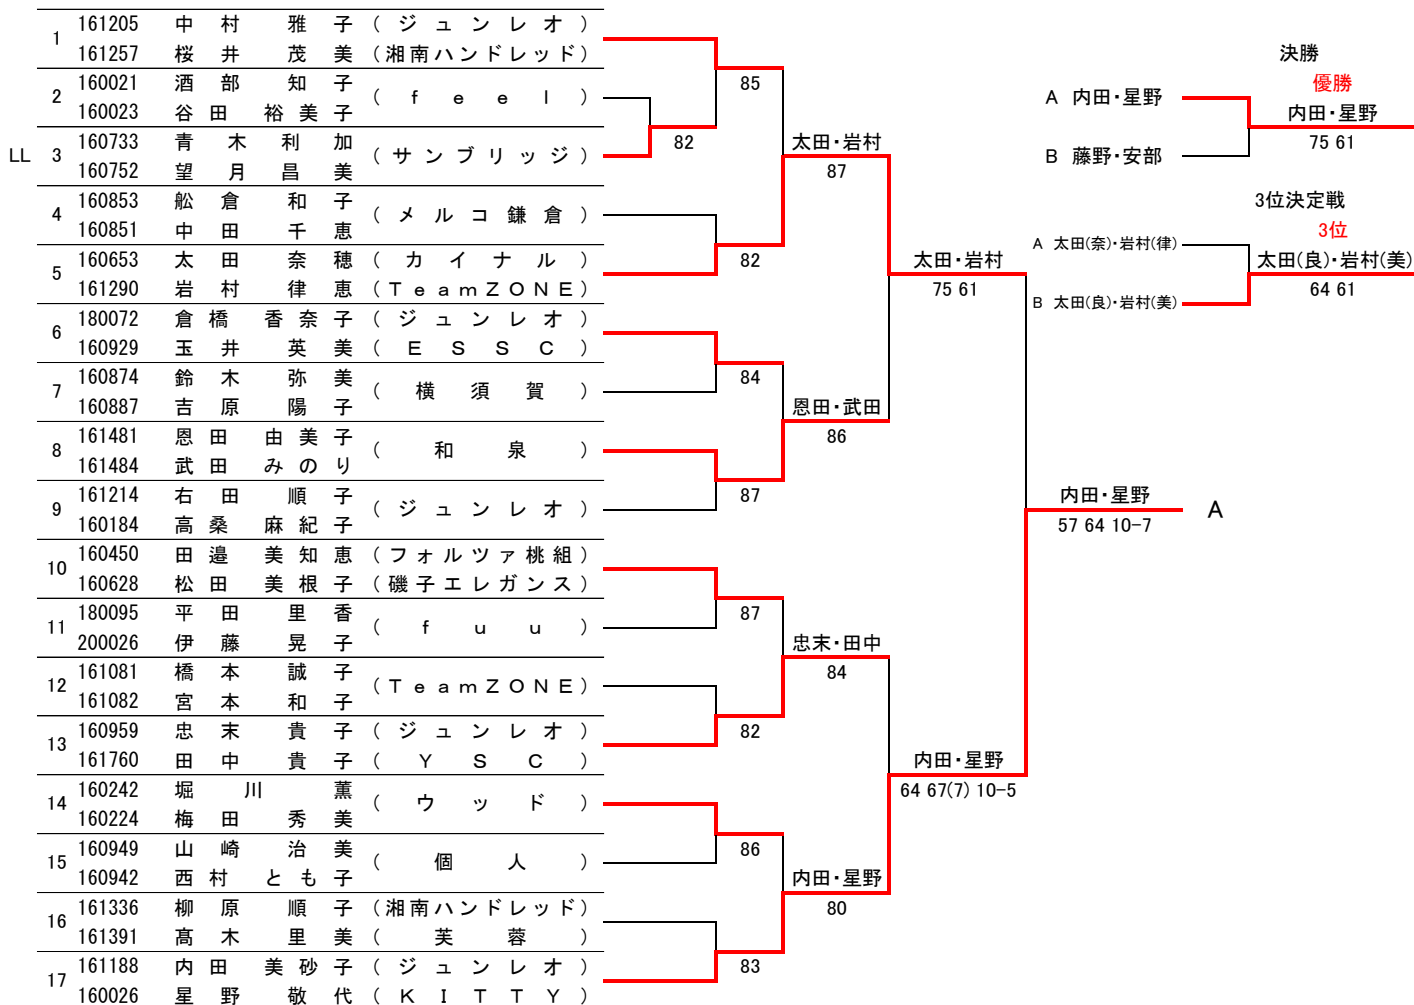 1 161205 中村 雅子 (ジュンレオ)
161257 桜井 茂美 (湘南ハンドレッド)
2 160021 酒部 知子 (feel)
160023 谷田 裕美子
LL 3 160733 青木 利加 (サンブリッジ)
160752 望月 昌美
4 160853 舩倉 和子 (メルコ鎌倉)
160851 中田 千恵
5 160653 太田 奈穂 (カイナル)
161290 岩村 律恵 (TeamZONE)
6 180072 倉橋 香奈子 (ジュンレオ)
160929 玉井 英美 (ESSC)
7 160874 鈴木 弥美 (横須賀)
160887 吉原 陽子
8 161481 恩田 由美子 (和泉)
161484 武田 みのり
9 161214 右田 順子 (ジュンレオ)
160184 高桑 麻紀子
10 160450 田邉 美知恵 (フォルツァ桃組)
160628 松田 美根子 (磯子エレガンス)
11 180095 平田 里香 (fuu)
200026 伊藤 晃子
12 161081 橋本 誠子 (TeamZONE)
161082 宮本 和子
13 160959 忠末 貴子 (ジュンレオ)
161760 田中 貴子 (YSC)
14 160242 堀川 薫 (ウッド)
160224 梅田 秀美
15 160949 山崎 治美 (個人)
160942 西村 とも子
16 161336 柳原 順子 (湘南ハンドレッド)
161391 髙木 里美 (芙蓉)
17 161188 内田 美砂子 (ジュンレオ)
160026 星野 敬代 (KITTY)
82
85
82
84
87
87
82
86
83
太田・岩村
87
恩田・武田
86
忠末・田中
84
内田・星野
80
太田・岩村
75 61
内田・星野
64 67(7) 10-5
内田・星野
57 64 10-7
A
決勝
優勝
A 内田・星野
内田・星野
75 61
B 藤野・安部
3位決定戦
3位
A 太田(奈)・岩村(律)
太田(良)・岩村(美)
64 61
B 太田(良)・岩村(美)